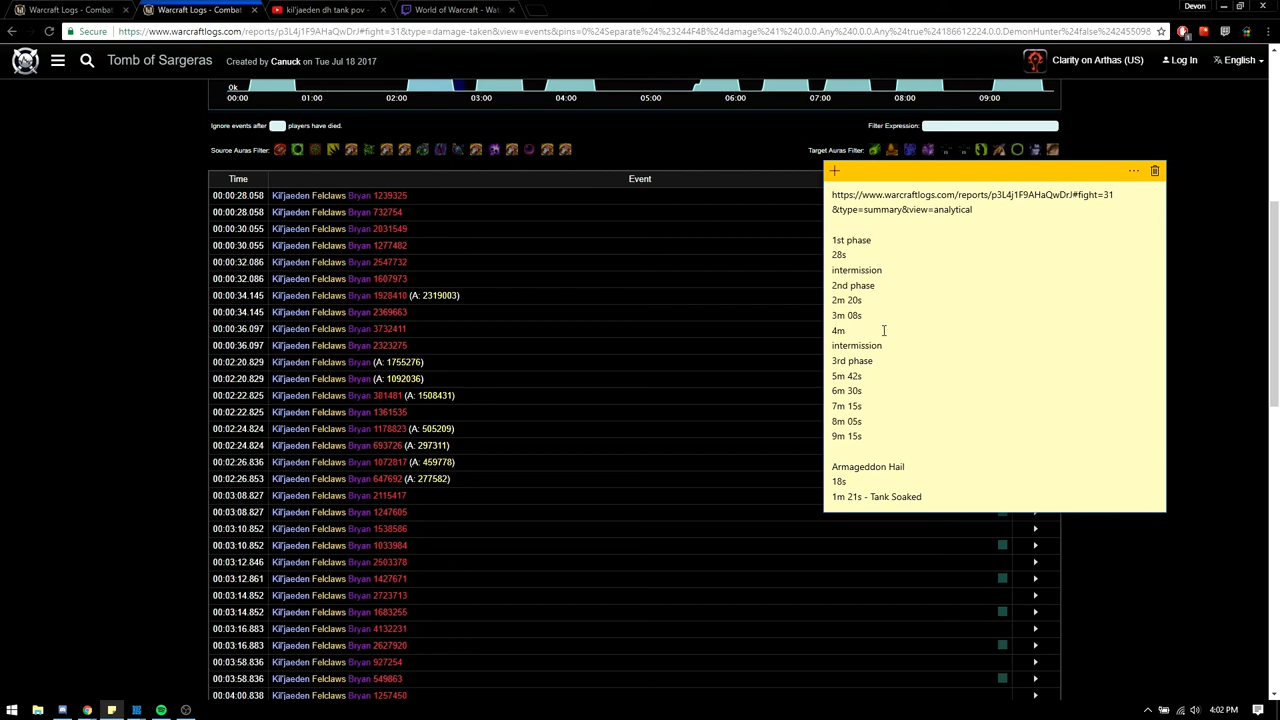 Warcraft Logs - Combat
Warcraft Logs - Combat
kil'jaeden dh tank pov -
World of Warcraft - Wat
Devon
Secure
https://www.warcraftlogs.com/reports/p3L4j1F9AHaQwDrJ#fight=31&type=damage-taken&view=events&pins=0%24Separate%24%23244F4B%24damage%241%240.0.Any%240.0.Any%24true%24186612224.0.0.DemonHunter%24false%24255098
Tomb of Sargeras
Created by Canuck on Tue Jul 18 2017
Clarity on Arthas (US)
Log In
English
0k
00:00 01:00 02:00 03:00 04:00 05:00 06:00 07:00 08:00 09:00
Ignore events after players have died.
Filter Expression:
Source Auras Filter:
Target Auras Filter:
Time Event
00:00:28.058 Kil'jaeden Felclaws Bryan 1239325
00:00:28.058 Kil'jaeden Felclaws Bryan 732754
00:00:30.055 Kil'jaeden Felclaws Bryan 2031549
00:00:30.055 Kil'jaeden Felclaws Bryan 1277482
00:00:32.086 Kil'jaeden Felclaws Bryan 2547732
00:00:32.086 Kil'jaeden Felclaws Bryan 1607973
00:00:34.145 Kil'jaeden Felclaws Bryan 1928410 (A: 2319003)
00:00:34.145 Kil'jaeden Felclaws Bryan 2369663
00:00:36.097 Kil'jaeden Felclaws Bryan 3732411
00:00:36.097 Kil'jaeden Felclaws Bryan 2323275
00:02:20.829 Kil'jaeden Felclaws Bryan (A: 1755276)
00:02:20.829 Kil'jaeden Felclaws Bryan (A: 1092036)
00:02:22.825 Kil'jaeden Felclaws Bryan 381481 (A: 1508431)
00:02:22.825 Kil'jaeden Felclaws Bryan 1361535
00:02:24.824 Kil'jaeden Felclaws Bryan 1178823 (A: 505209)
00:02:24.824 Kil'jaeden Felclaws Bryan 693726 (A: 297311)
00:02:26.836 Kil'jaeden Felclaws Bryan 1072817 (A: 459778)
00:02:26.853 Kil'jaeden Felclaws Bryan 647692 (A: 277582)
00:03:08.827 Kil'jaeden Felclaws Bryan 2115417
00:03:08.827 Kil'jaeden Felclaws Bryan 1247605
00:03:10.852 Kil'jaeden Felclaws Bryan 1538586
00:03:10.852 Kil'jaeden Felclaws Bryan 1033984
00:03:12.846 Kil'jaeden Felclaws Bryan 2503378
00:03:12.861 Kil'jaeden Felclaws Bryan 1427671
00:03:14.852 Kil'jaeden Felclaws Bryan 2723713
00:03:14.852 Kil'jaeden Felclaws Bryan 1683255
00:03:16.883 Kil'jaeden Felclaws Bryan 4132231
00:03:16.883 Kil'jaeden Felclaws Bryan 2627920
00:03:58.836 Kil'jaeden Felclaws Bryan 927254
00:03:58.836 Kil'jaeden Felclaws Bryan 549863
00:04:00.838 Kil'jaeden Felclaws Bryan 1257450
https://www.warcraftlogs.com/reports/p3L4j1F9AHaQwDrJ#fight=31
&type=summary&view=analytical
1st phase
28s
intermission
2nd phase
2m 20s
3m 08s
4m
intermission
3rd phase
5m 42s
6m 30s
7m 15s
8m 05s
9m 15s
Armageddon Hail
18s
1m 21s - Tank Soaked
4:02 PM